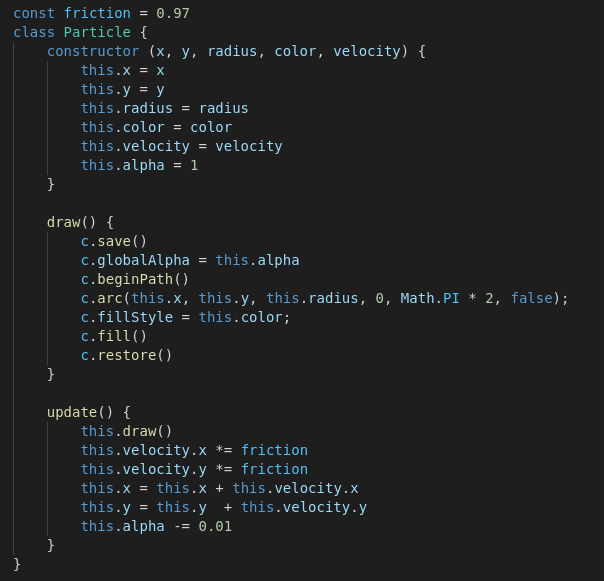 const friction = 0.97
class Particle {
    constructor (x, y, radius, color, velocity) {
        this.x = x
        this.y = y
        this.radius = radius
        this.color = color
        this.velocity = velocity
        this.alpha = 1
    }

    draw() {
        c.save()
        c.globalAlpha = this.alpha
        c.beginPath()
        c.arc(this.x, this.y, this.radius, 0, Math.PI * 2, false);
        c.fillStyle = this.color;
        c.fill()
        c.restore()
    }

    update() {
        this.draw()
        this.velocity.x *= friction
        this.velocity.y *= friction
        this.x = this.x + this.velocity.x
        this.y = this.y  + this.velocity.y
        this.alpha -= 0.01
    }
}